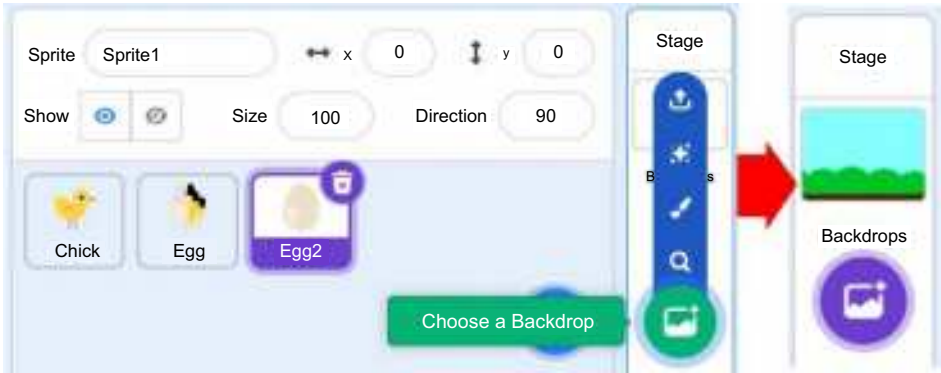 Sprite Sprite1 x 0 y 0
Show Size 100 Direction 90
Chick Egg Egg2
Choose a Backdrop
Stage
Stage
Backdrops